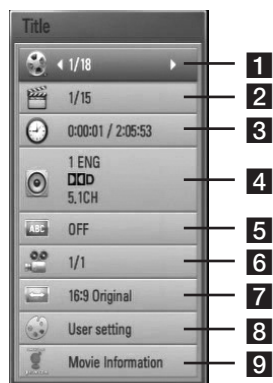 Title
1/18 1
1/15 2
0:00:01 / 2:05:53 3
1 ENG
DD D
5.1CH 4
ABC OFF 5
1/1 6
16:9 Original 7
User setting 8
Movie Information 9